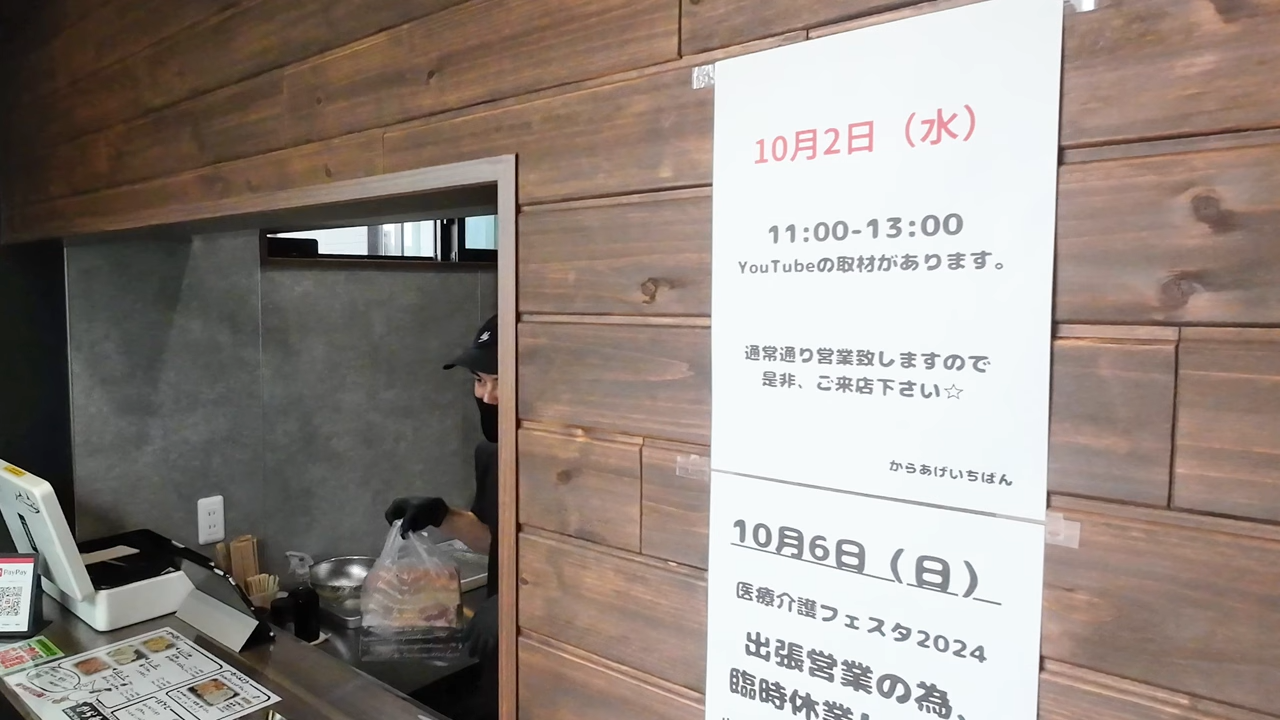 10月2日（水）
11:00-13:00
YouTubeの取材があります。
通常通り営業致しますので
是非、ご来店下さい☆
からあげいちばん
10月6日（日）
医療介護フェスタ2024
出張営業の為、
臨時休業
PayPay